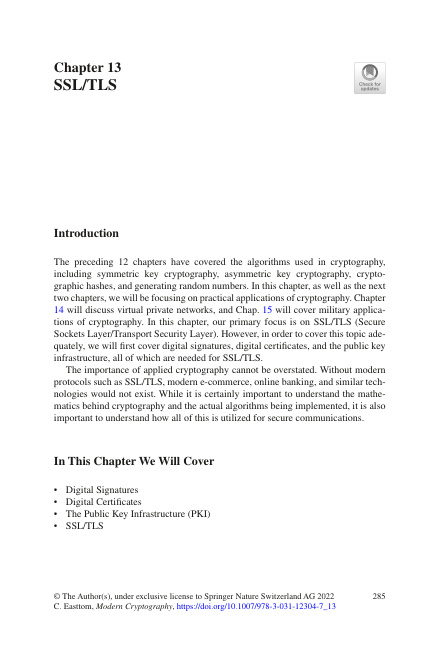 Chapter 13
SSL/TLS
Check for
updates
Introduction
The preceding 12 chapters have covered the algorithms used in cryptography,
including symmetric key cryptography, asymmetric key cryptography, crypto-
graphic hashes, and generating random numbers. In this chapter, as well as the next
two chapters, we will be focusing on practical applications of cryptography. Chapter
14 will discuss virtual private networks, and Chap. 15 will cover military applica-
tions of cryptography. In this chapter, our primary focus is on SSL/TLS (Secure
Sockets Layer/Transport Security Layer). However, in order to cover this topic ade-
quately, we will first cover digital signatures, digital certificates, and the public key
infrastructure, all of which are needed for SSL/TLS.
The importance of applied cryptography cannot be overstated. Without modern
protocols such as SSL/TLS, modern e-commerce, online banking, and similar tech-
nologies would not exist. While it is certainly important to understand the mathe-
matics behind cryptography and the actual algorithms being implemented, it is also
important to understand how all of this is utilized for secure communications.
In This Chapter We Will Cover
• Digital Signatures
• Digital Certificates
• The Public Key Infrastructure (PKI)
• SSL/TLS
© The Author(s), under exclusive license to Springer Nature Switzerland AG 2022 285
C. Easttom, Modern Cryptography, https://doi.org/10.1007/978-3-031-12304-7_13